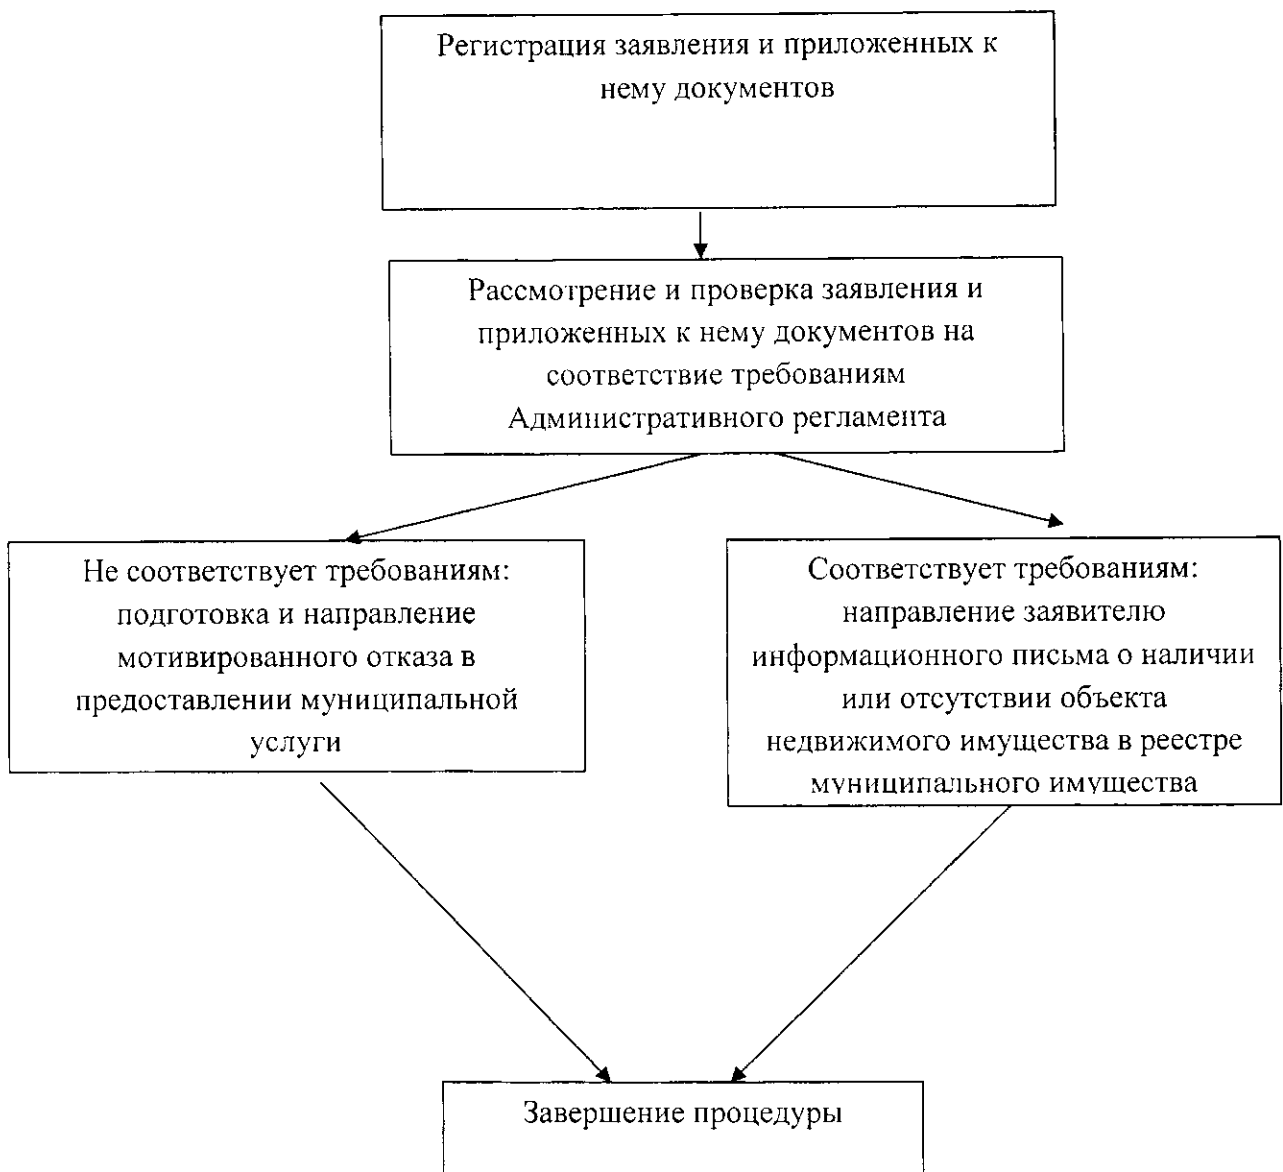 Регистрация заявления и приложенных к
нему документов
Рассмотрение и проверка заявления и
приложенных к нему документов на
соответствие требованиям
Административного регламента
Не соответствует требованиям:
подготовка и направление
мотивированного отказа в
предоставлении муниципальной
услуги
Соответствует требованиям:
направление заявителю
информационного письма о наличии
или отсутствии объекта
недвижимого имущества в реестре
муниципального имущества
Завершение процедуры